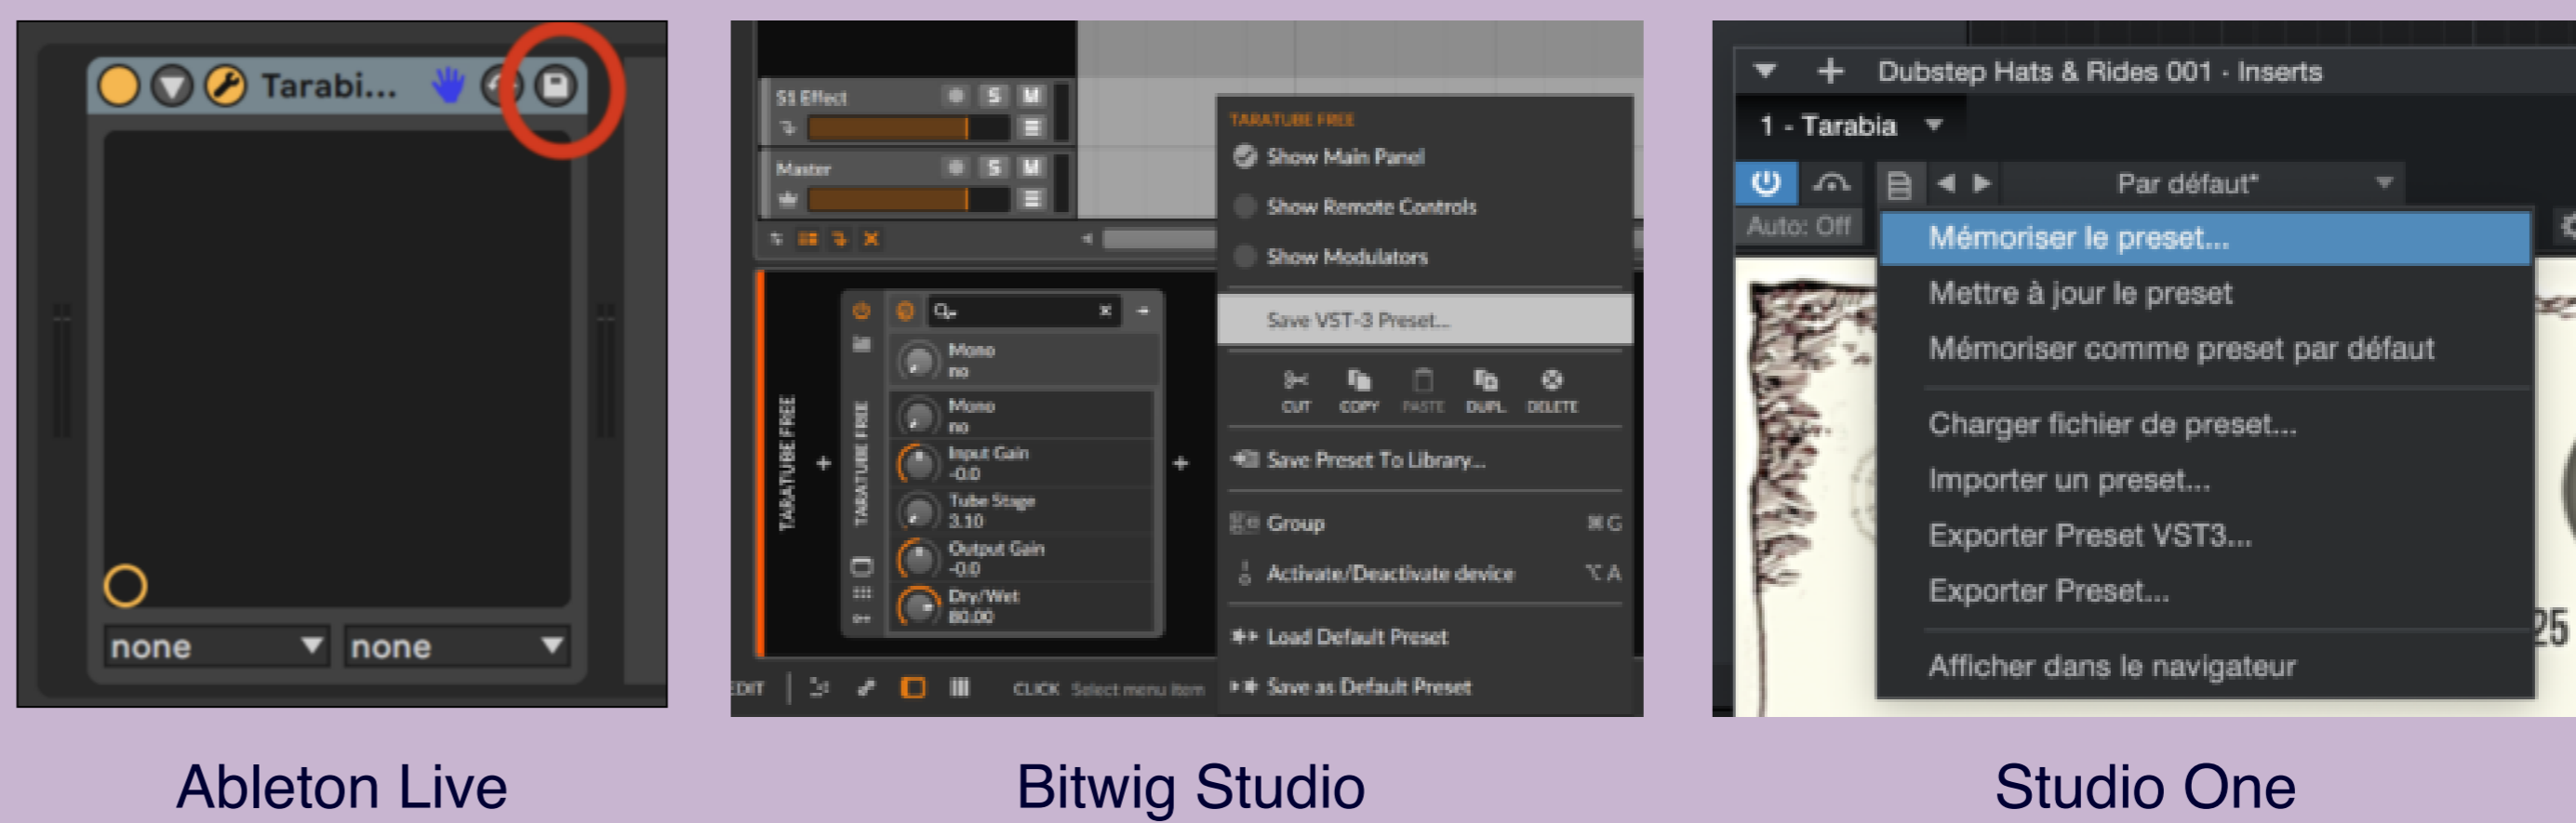 Tarabi...
none
none
Ableton Live
S1 Effect
S M
Master
S M
TARATUBE FREE
TARATUBE FREE
Mono
no
Mono
no
Input Gain
-0.0
Tube Stage
3.10
Output Gain
-0.0
Dry/Wet
80.00
EDIT
CLICK Select menu item
TARATUBE FREE
Show Main Panel
Show Remote Controls
Show Modulators
Save VST-3 Preset...
CUT COPY PASTE DUPL. DELETE
Save Preset To Library...
Group ⌘G
Activate/Deactivate device ⌥A
Load Default Preset
Save as Default Preset
Bitwig Studio
Dubstep Hats & Rides 001 · Inserts
1 - Tarabia
Par défaut*
Auto: Off
Mémoriser le preset...
Mettre à jour le preset
Mémoriser comme preset par défaut
Charger fichier de preset...
Importer un preset...
Exporter Preset VST3...
Exporter Preset...
Afficher dans le navigateur
25
Studio One